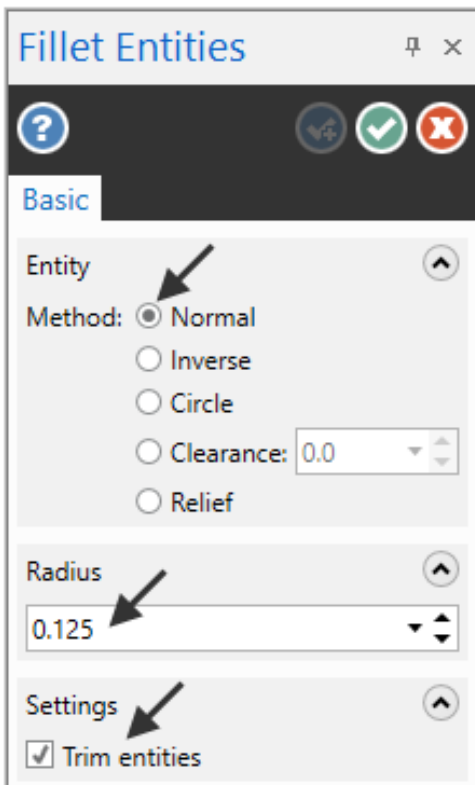 Fillet Entities
Basic
Entity
Method: Normal
Inverse
Circle
Clearance: 0.0
Relief
Radius
0.125
Settings
Trim entities